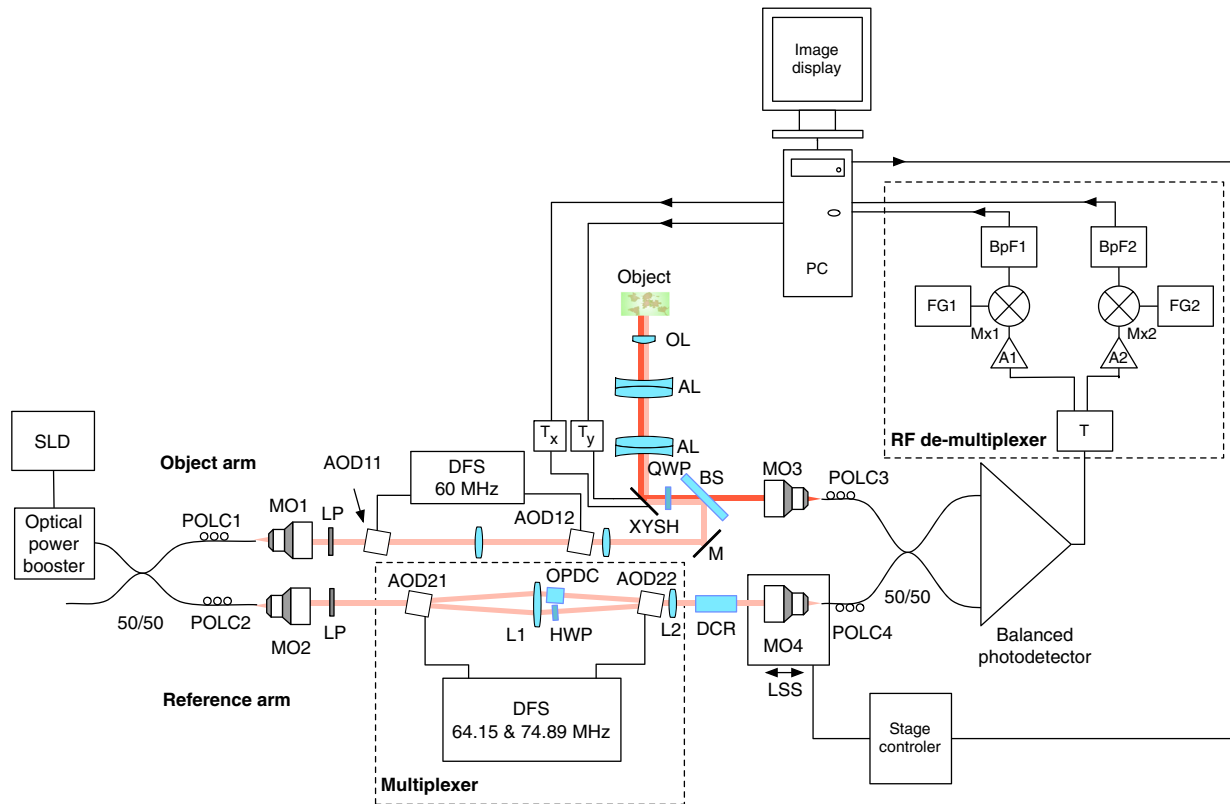 Image
display
PC
BpF1
BpF2
FG1
FG2
Mx1
Mx2
A1
A2
T
RF de-multiplexer
Object
OL
AL
AL
Tx
Ty
QWP
BS
XYSH
M
MO3
POLC3
SLD
Optical
power
booster
Object arm
AOD11
DFS
60 MHz
AOD12
POLC1
MO1
LP
50/50
POLC2
MO2
LP
Reference arm
AOD21
OPDC
AOD22
L1
HWP
L2
DFS
64.15 & 74.89 MHz
Multiplexer
DCR
MO4
LSS
POLC4
50/50
Balanced
photodetector
Stage
controler